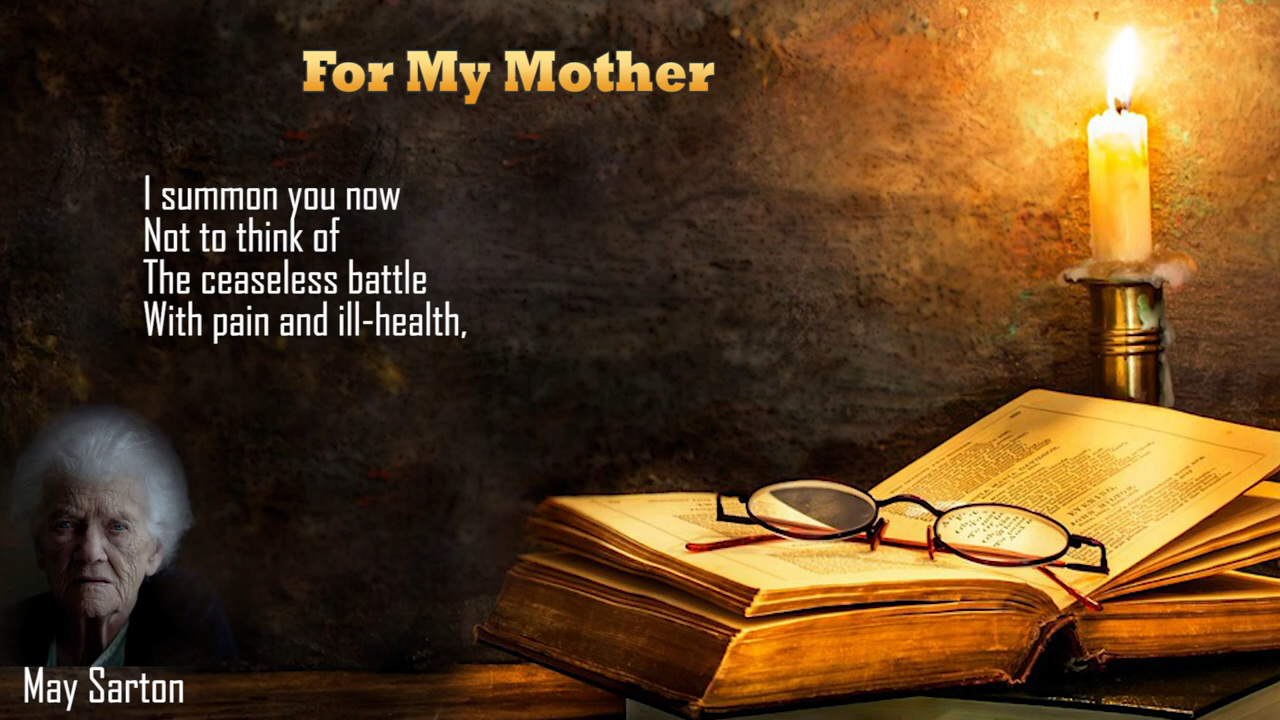 For My Mother
I summon you now
Not to think of
The ceaseless battle
With pain and ill-health,
May Sarton